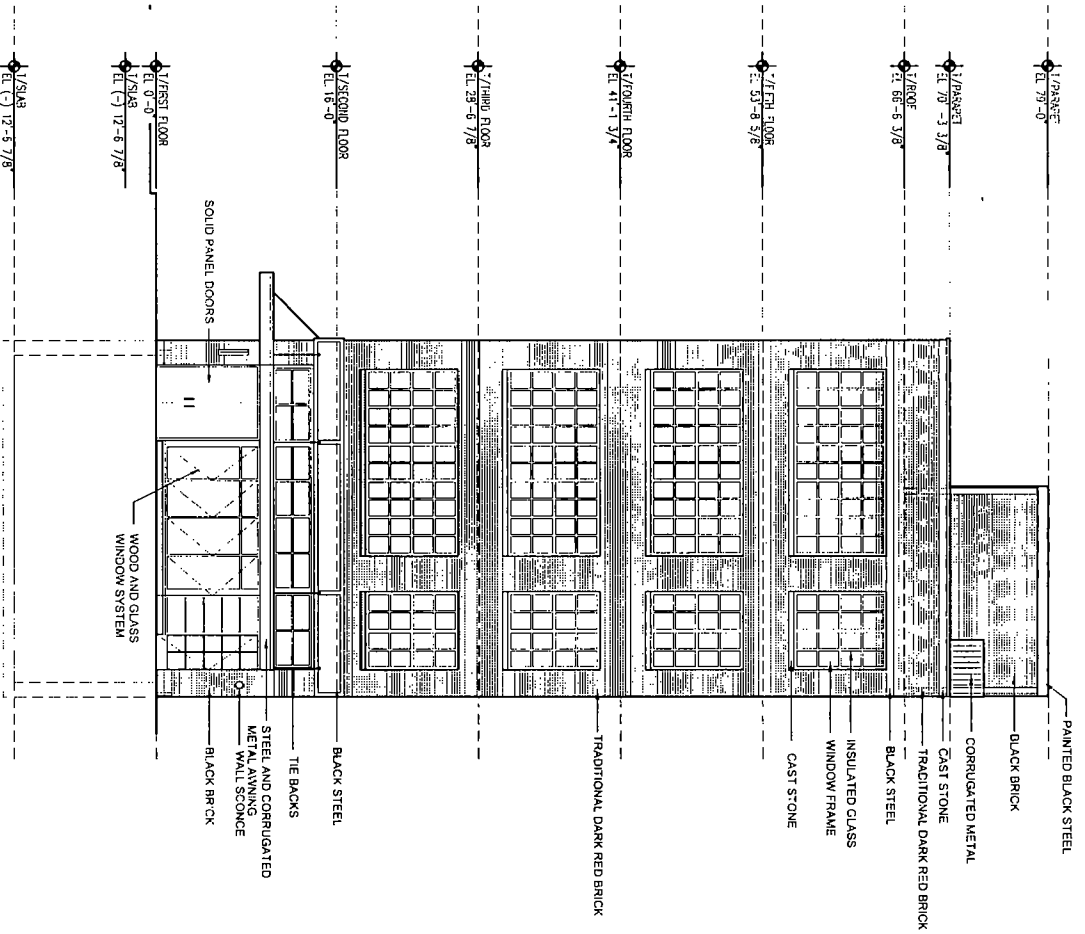 T/PARAPET
EL 79'-0"
T/PARAPET
EL 70'-3 3/8"
T/ROOF
EL 66'-6 3/8"
T/FIFTH FLOOR
EL 53'-8 5/8"
T/FOURTH FLOOR
EL 41'-1 3/4"
T/THIRD FLOOR
EL 28'-6 7/8"
T/SECOND FLOOR
EL 16'-0"
T/FIRST FLOOR
EL 0'-0"
T/SLAB
EL (-) 12'-6 7/8"
T/SLAB
EL (-) 12'-6 7/8"
PAINTED BLACK STEEL
BLACK BRICK
CORRUGATED METAL
CAST STONE
TRADITIONAL DARK RED BRICK
BLACK STEEL
INSULATED GLASS
WINDOW FRAME
CAST STONE
TRADITIONAL DARK RED BRICK
BLACK STEEL
TIE BACKS
STEEL AND CORRUGATED
METAL AWNING
WALL SCONCE
BLACK BRICK
SOLID PANEL DOORS
WOOD AND GLASS
WINDOW SYSTEM